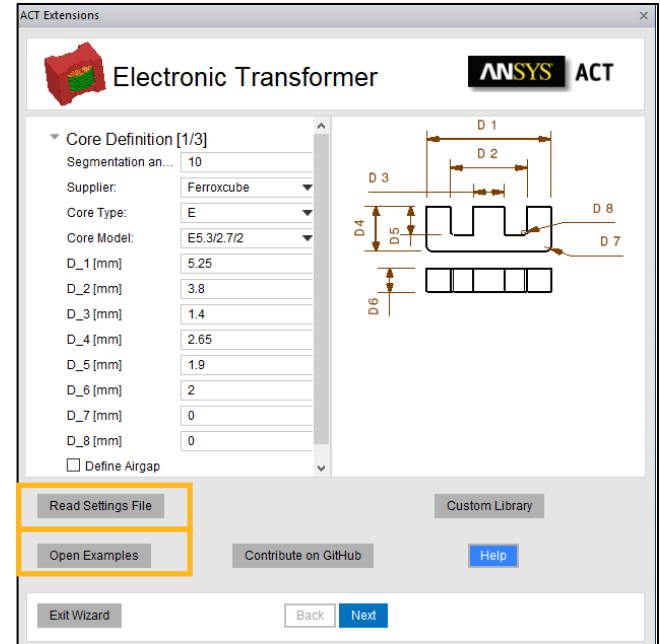 ACT Extensions
×
Electronic Transformer
ANSYS ACT
Core Definition [1/3]
Segmentation an... 10
Supplier: Ferroxcube
Core Type: E
Core Model: E5.3/2.7/2
D_1 [mm] 5.25
D_2 [mm] 3.8
D_3 [mm] 1.4
D_4 [mm] 2.65
D_5 [mm] 1.9
D_6 [mm] 2
D_7 [mm] 0
D_8 [mm] 0
Define Airgap
D 1
D 2
D 3
D 8
D4
D5
D 7
D6
Read Settings File
Custom Library
Open Examples
Contribute on GitHub
Help
Exit Wizard
Back
Next